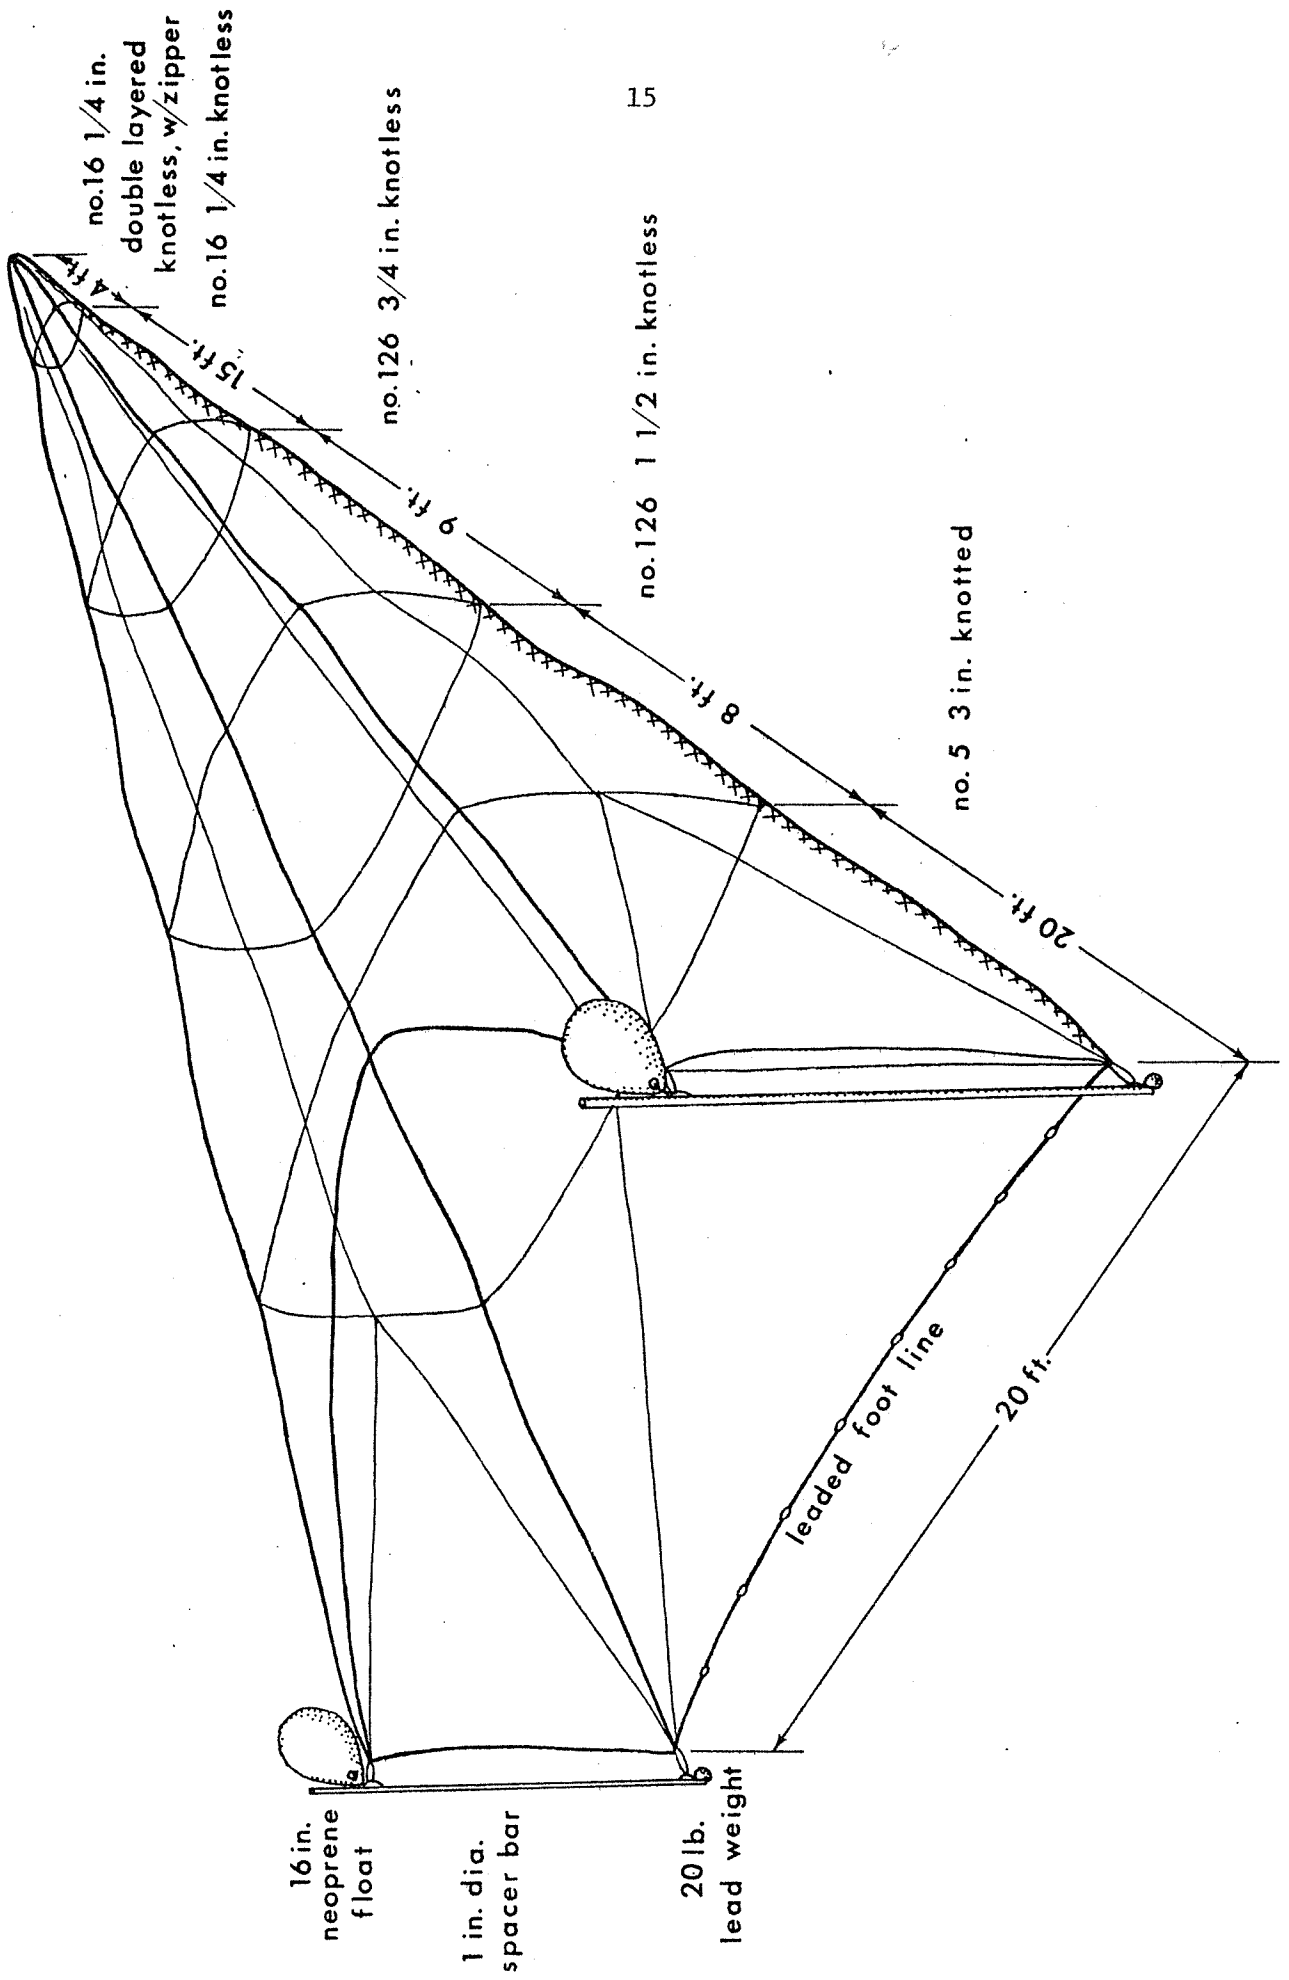 15
no.16 1/4 in.
double layered
knotless, w/zipper
no.16 1/4 in. knotless
no.126 3/4 in. knotless
no.126 1 1/2 in. knotless
no. 5 3 in. knotted
4 ft.
15 ft.
9 ft.
8 ft.
20 ft.
20 ft.
leaded foot line
16 in.
neoprene
float
1 in. dia.
spacer bar
20 lb.
lead weight